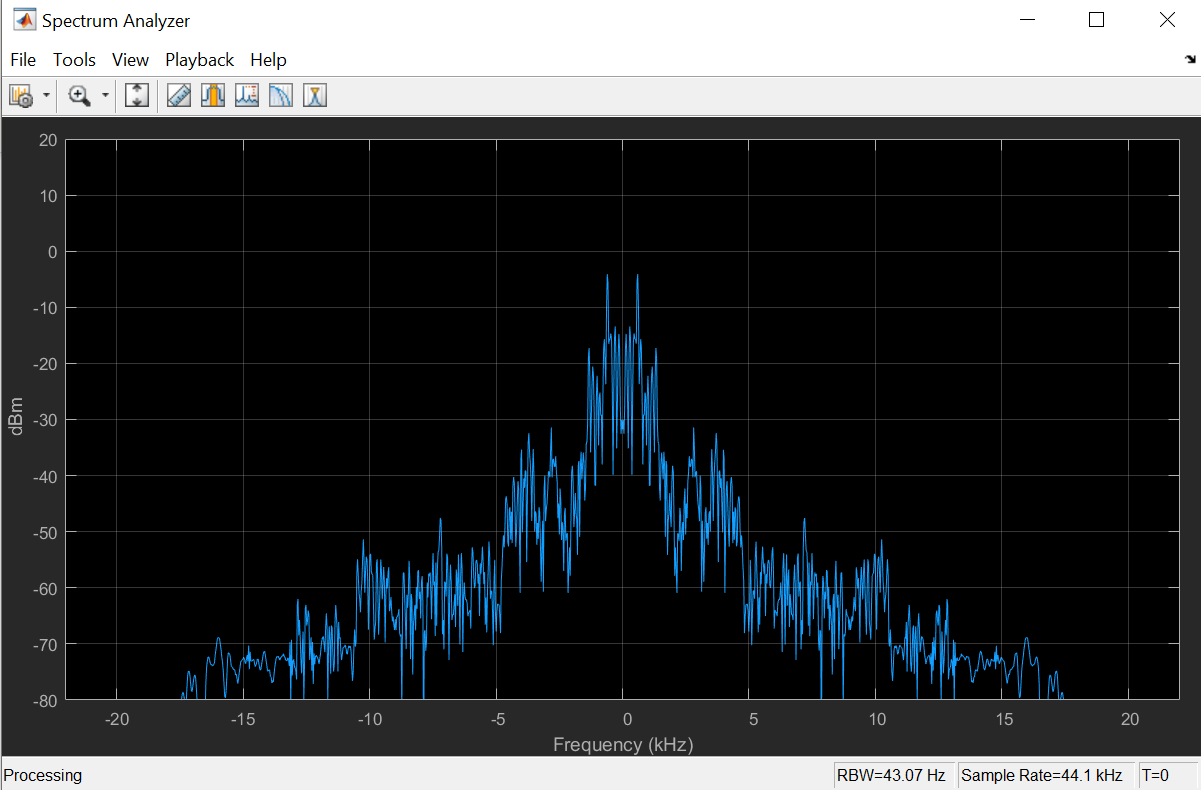 Spectrum Analyzer
File Tools View Playback Help
20
10
0
-10
-20
-30
-40
-50
-60
-70
-80
dBm
-20 -15 -10 -5 0 5 10 15 20
Frequency (kHz)
Processing RBW=43.07 Hz Sample Rate=44.1 kHz T=0